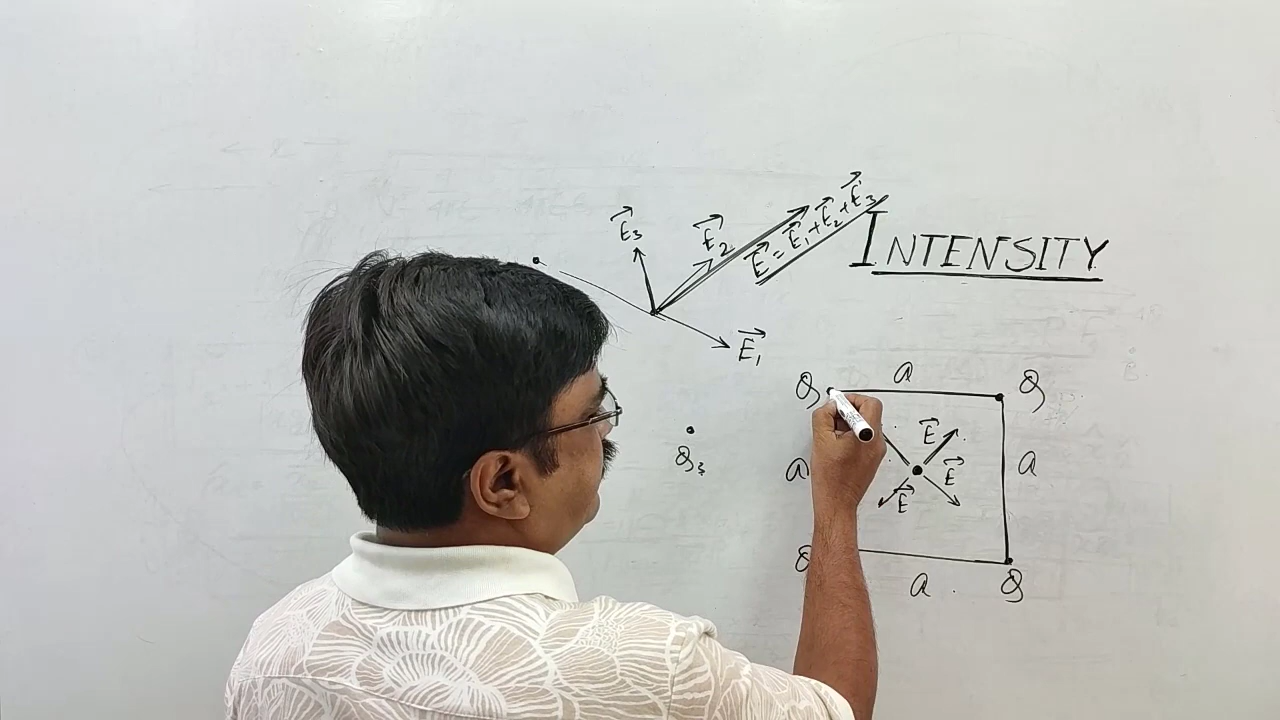 E⃗₃
E⃗₂
E⃗ = E⃗₁ + E⃗₂ + E⃗₃
INTENSITY
E⃗₁
Q a Q
E⃗
a E⃗ a
Q₃
E⃗
Q a Q